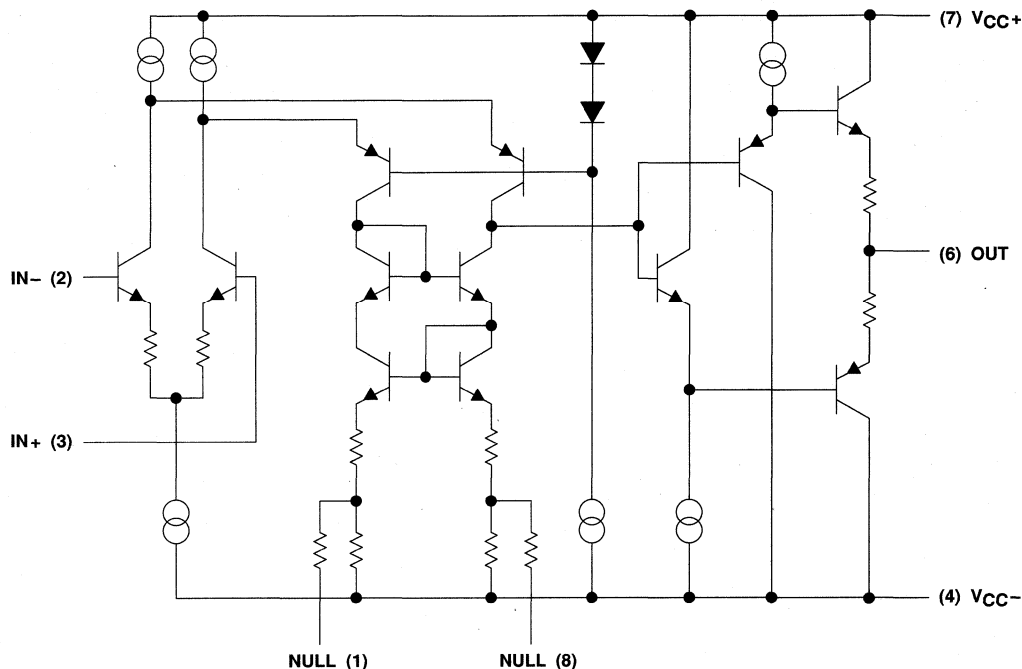 (7) VCC+
IN− (2)
(6) OUT
IN+ (3)
(4) VCC−
NULL (1)
NULL (8)